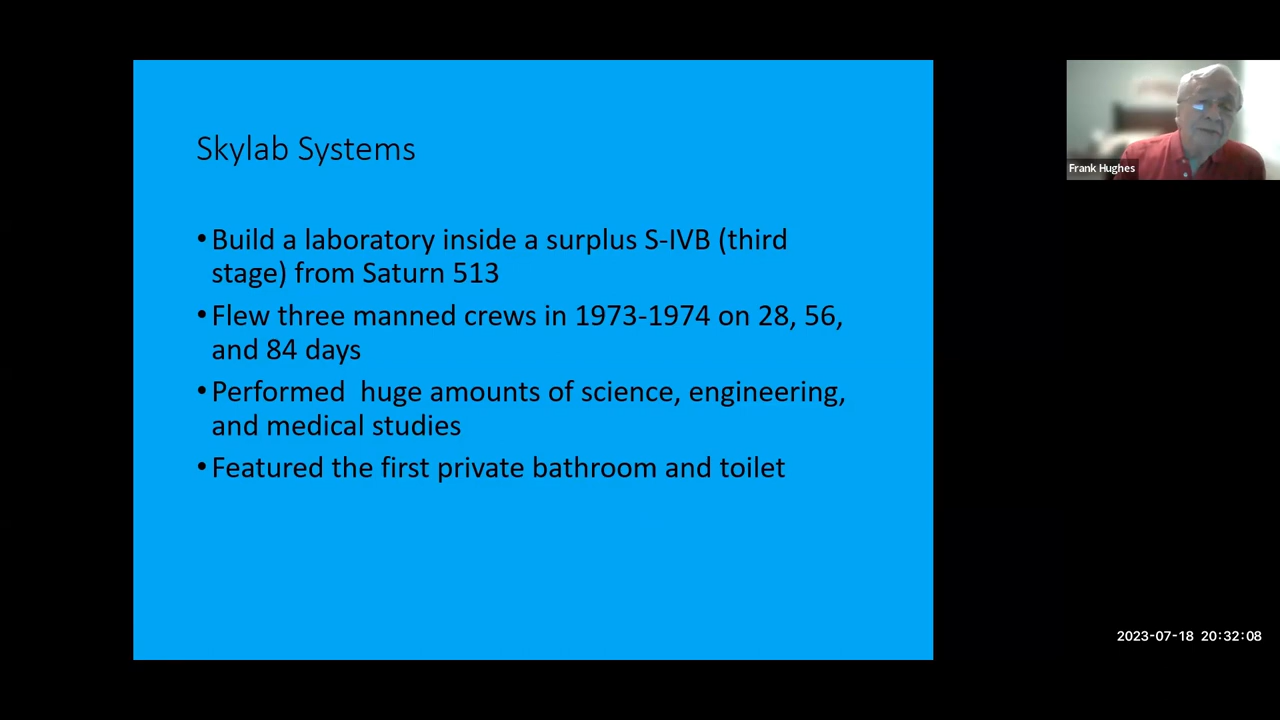 Skylab Systems
•Build a laboratory inside a surplus S-IVB (third
stage) from Saturn 513
•Flew three manned crews in 1973-1974 on 28, 56,
and 84 days
•Performed  huge amounts of science, engineering,
and medical studies
•Featured the first private bathroom and toilet
Frank Hughes
2023-07-18 20:32:08